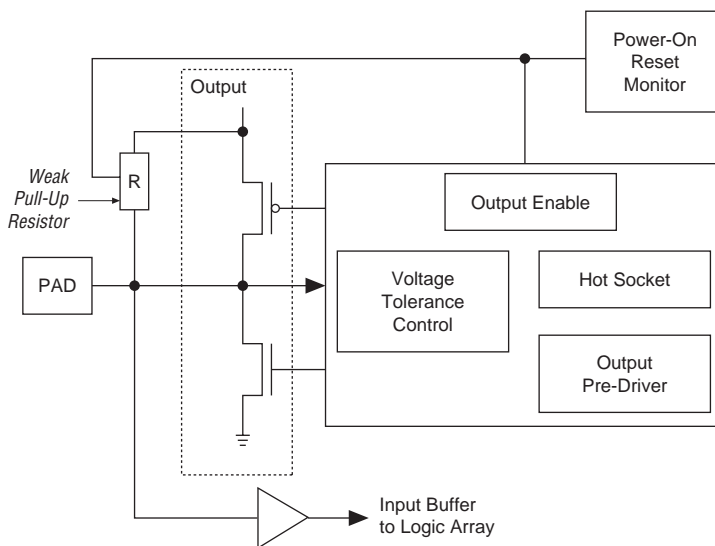 Power-On
Reset
Monitor
Output
Weak
Pull-Up
Resistor
R
Output Enable
PAD
Voltage
Tolerance
Control
Hot Socket
Output
Pre-Driver
Input Buffer
to Logic Array